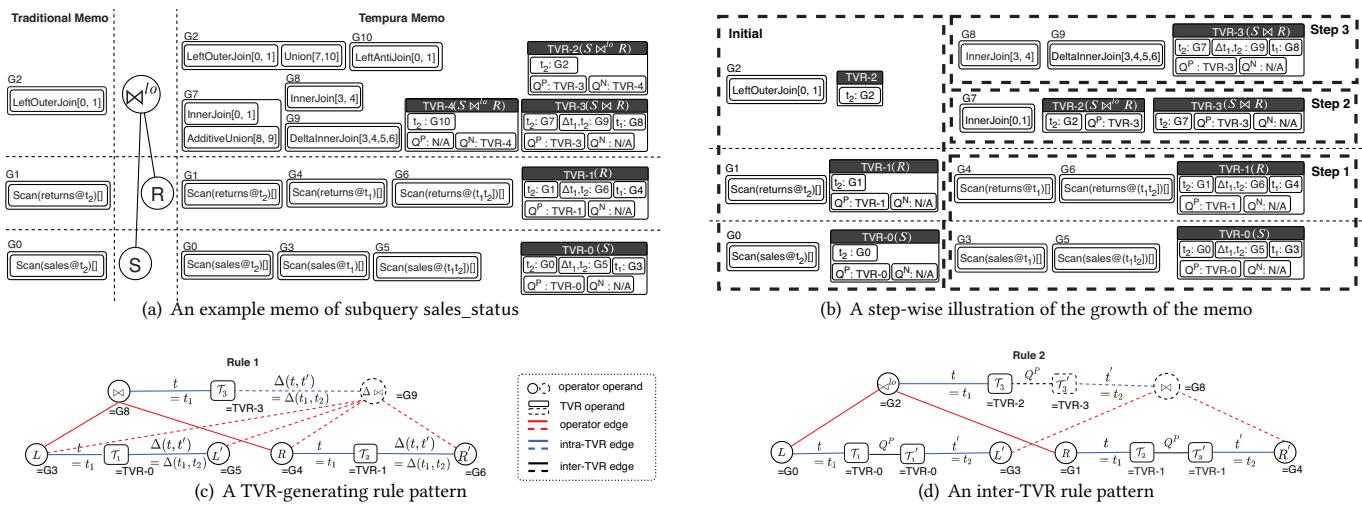 Traditional Memo
Tempura Memo
G2
LeftOuterJoin[0, 1]
G1
Scan(returns@t₂)[]
G0
Scan(sales@t₂)[]
⋈ˡᵒ
R
S
G2
LeftOuterJoin[0, 1] Union[7,10]
G10
LeftAntiJoin[0, 1]
TVR-2(S ⋈ˡᵒ R)
t₂: G2
Qᴾ: TVR-3 Qᴺ: TVR-4
G7
InnerJoin[0, 1]
AdditiveUnion[8, 9]
G8
InnerJoin[3, 4]
G9
DeltaInnerJoin[3,4,5,6]
TVR-4(S ⋈ˡᵃ R)
t₂ : G10
Qᴾ: N/A Qᴺ: TVR-4
TVR-3(S ⋈ R)
t₂: G7 Δt₁,t₂: G9 t₁: G8
Qᴾ: TVR-3 Qᴺ: N/A
G1
Scan(returns@t₂)[]
G4
Scan(returns@t₁)[]
G6
Scan(returns@(t₁t₂])[]
TVR-1(R)
t₂: G1 Δt₁,t₂: G6 t₁: G4
Qᴾ: TVR-1 Qᴺ : N/A
G0
Scan(sales@t₂)[]
G3
Scan(sales@t₁)[]
G5
Scan(sales@(t₁t₂])[]
TVR-0 (S)
t₂: G0 Δt₁,t₂: G5 t₁: G3
Qᴾ : TVR-0 Qᴺ : N/A
(a) An example memo of subquery sales_status
Initial
G2
LeftOuterJoin[0, 1]
TVR-2
t₂: G2
G1
Scan(returns@t₂)[]
TVR-1(R)
t₂: G1
Qᴾ: TVR-1 Qᴺ : N/A
G0
Scan(sales@t₂)[]
TVR-0(S)
t₂ : G0
Qᴾ: TVR-0 Qᴺ: N/A
Step 3
G8
InnerJoin[3, 4]
G9
DeltaInnerJoin[3,4,5,6]
TVR-3(S ⋈ R)
t₂: G7 Δt₁,t₂ : G9 t₁: G8
Qᴾ: TVR-3 Qᴺ : N/A
Step 2
G7
InnerJoin[0,1]
TVR-2(S ⋈ˡᵒ R)
t₂: G2 Qᴾ: TVR-3
TVR-3(S ⋈ R)
t₂: G7 Qᴾ: TVR-3 Qᴺ: N/A
Step 1
G4
Scan(returns@t₁)[]
G6
Scan(returns@(t₁t₂])[]
TVR-1(R)
t₂: G1 Δt₁,t₂: G6 t₁: G4
Qᴾ : TVR-1 Qᴺ: N/A
G3
Scan(sales@t₁)[]
G5
Scan(sales@(t₁t₂])[]
TVR-0(S)
t₂: G0 Δt₁,t₂: G5 t₁: G3
Qᴾ: TVR-0 Qᴺ : N/A
(b) A step-wise illustration of the growth of the memo
Rule 1
⋈
=G8
t
= t₁
𝒯₃
=TVR-3
Δ(t, t′)
= Δ(t₁, t₂)
Δ ⋈
=G9
L
=G3
t
= t₁
𝒯₁
=TVR-0
Δ(t, t′)
= Δ(t₁, t₂)
L′
=G5
R
=G4
t
= t₁
𝒯₂
=TVR-1
Δ(t, t′)
= Δ(t₁, t₂)
R′
=G6
operator operand
TVR operand
operator edge
intra-TVR edge
inter-TVR edge
(c) A TVR-generating rule pattern
Rule 2
⋈ˡᵒ
=G2
t
= t₁
𝒯₃
=TVR-2
Qᴾ
𝒯₃′
=TVR-3
t′
= t₂
⋈
=G8
L
=G0
t
= t₁
𝒯₁
=TVR-0
Qᴾ
𝒯₁′
=TVR-0
t′
= t₂
L′
=G3
R
=G1
t
= t₁
𝒯₂
=TVR-1
Qᴾ
𝒯₂′
=TVR-1
t′
= t₂
R′
=G4
(d) An inter-TVR rule pattern